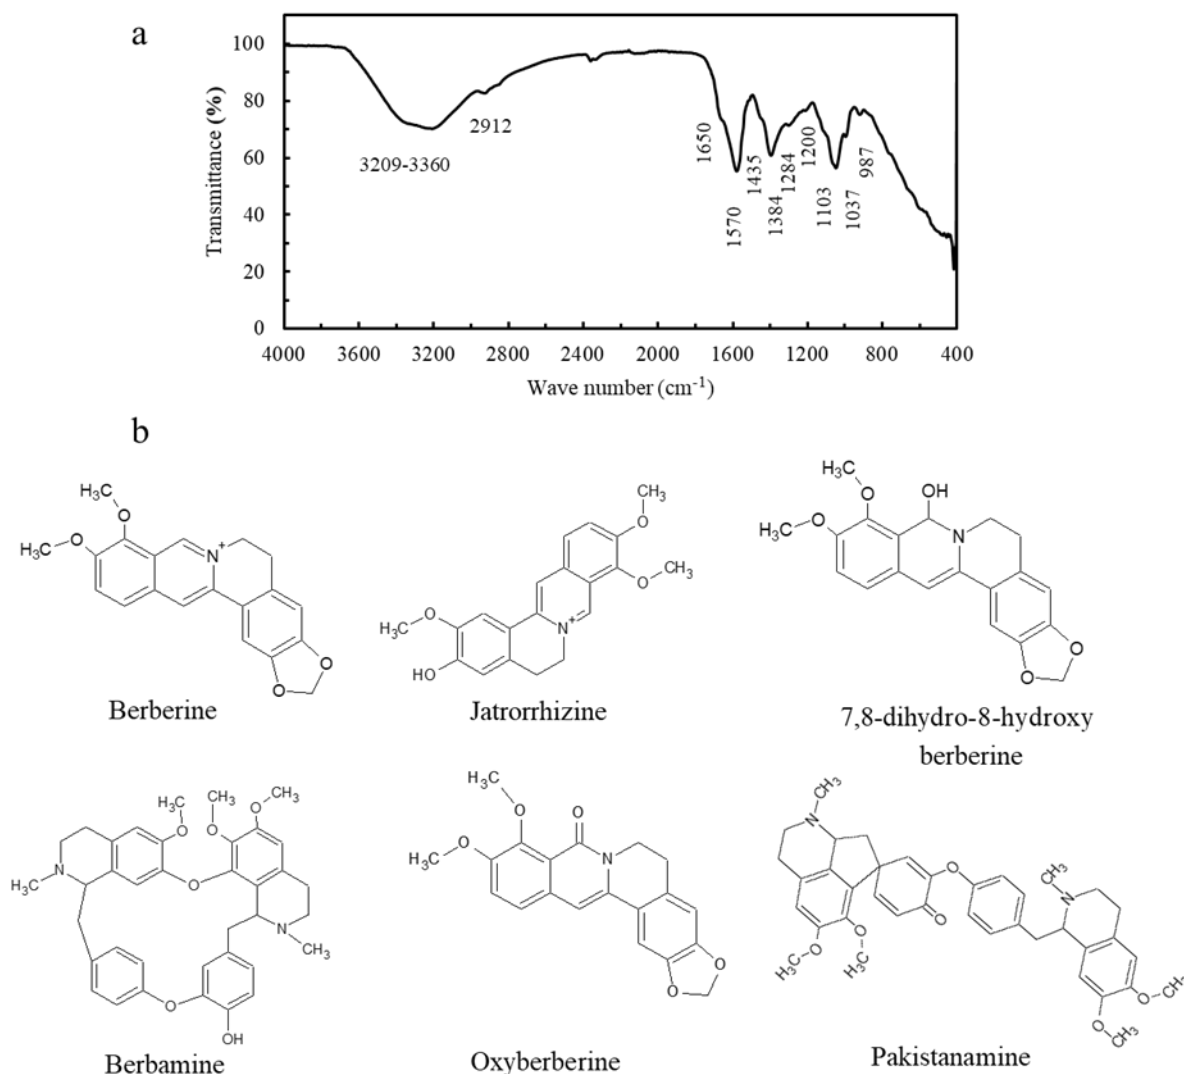 a
100
80
60
40
20
0
Transmittance (%)
2912
3209-3360
1650
1570
1435
1384
1284
1200
1103
1037
987
4000 3600 3200 2800 2400 2000 1600 1200 800 400
Wave number (cm⁻¹)
b
H₃C
O
H₃C
O
N⁺
O
O
Berberine
CH₃
O
O
CH₃
O
H₃C
N⁺
HO
Jatrorrhizine
H₃C
O
OH
H₃C
O
N
O
O
7,8-dihydro-8-hydroxy
berberine
H₃C
O
CH₃
O
CH₃
O
N
H₃C
O
N
CH₃
O
OH
Berbamine
H₃C
O
O
H₃C
O
N
O
O
Oxyberberine
CH₃
N
O
O
O
O
H₃C
H₃C
CH₃
N
O
CH₃
O
CH₃
Pakistanamine